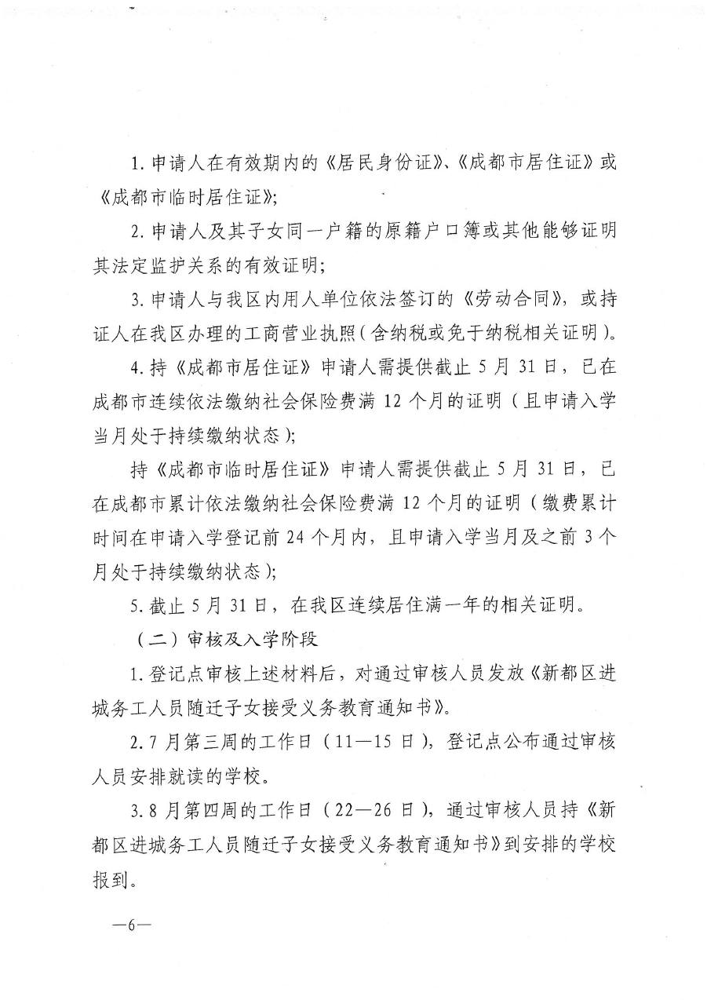 1.申请人在有效期内的《居民身份证》、《成都市居住证》或
《成都市临时居住证》;
2.申请人及其子女同一户籍的原籍户口簿或其他能够证明
其法定监护关系的有效证明;
3.申请人与我区内用人单位依法签订的《劳动合同》,或持
证人在我区办理的工商营业执照(含纳税或免于纳税相关证明)。
4.持《成都市居住证》申请人需提供截止5月31日,已在
成都市连续依法缴纳社会保险费满12个月的证明(且申请入学
当月处于持续缴纳状态);
持《成都市临时居住证》申请人需提供截止5月31日,已
在成都市累计依法缴纳社会保险费满12个月的证明(缴费累计
时间在申请入学登记前24个月内,且申请入学当月及之前3个
月处于持续缴纳状态);
5.截止5月31日,在我区连续居住满一年的相关证明。
(二)审核及入学阶段
1.登记点审核上述材料后,对通过审核人员发放《新都区进
城务工人员随迁子女接受义务教育通知书》。
2.7月第三周的工作日(11—15日),登记点公布通过审核
人员安排就读的学校。
3.8月第四周的工作日(22—26日),通过审核人员持《新
都区进城务工人员随迁子女接受义务教育通知书》到安排的学校
报到。
—6—